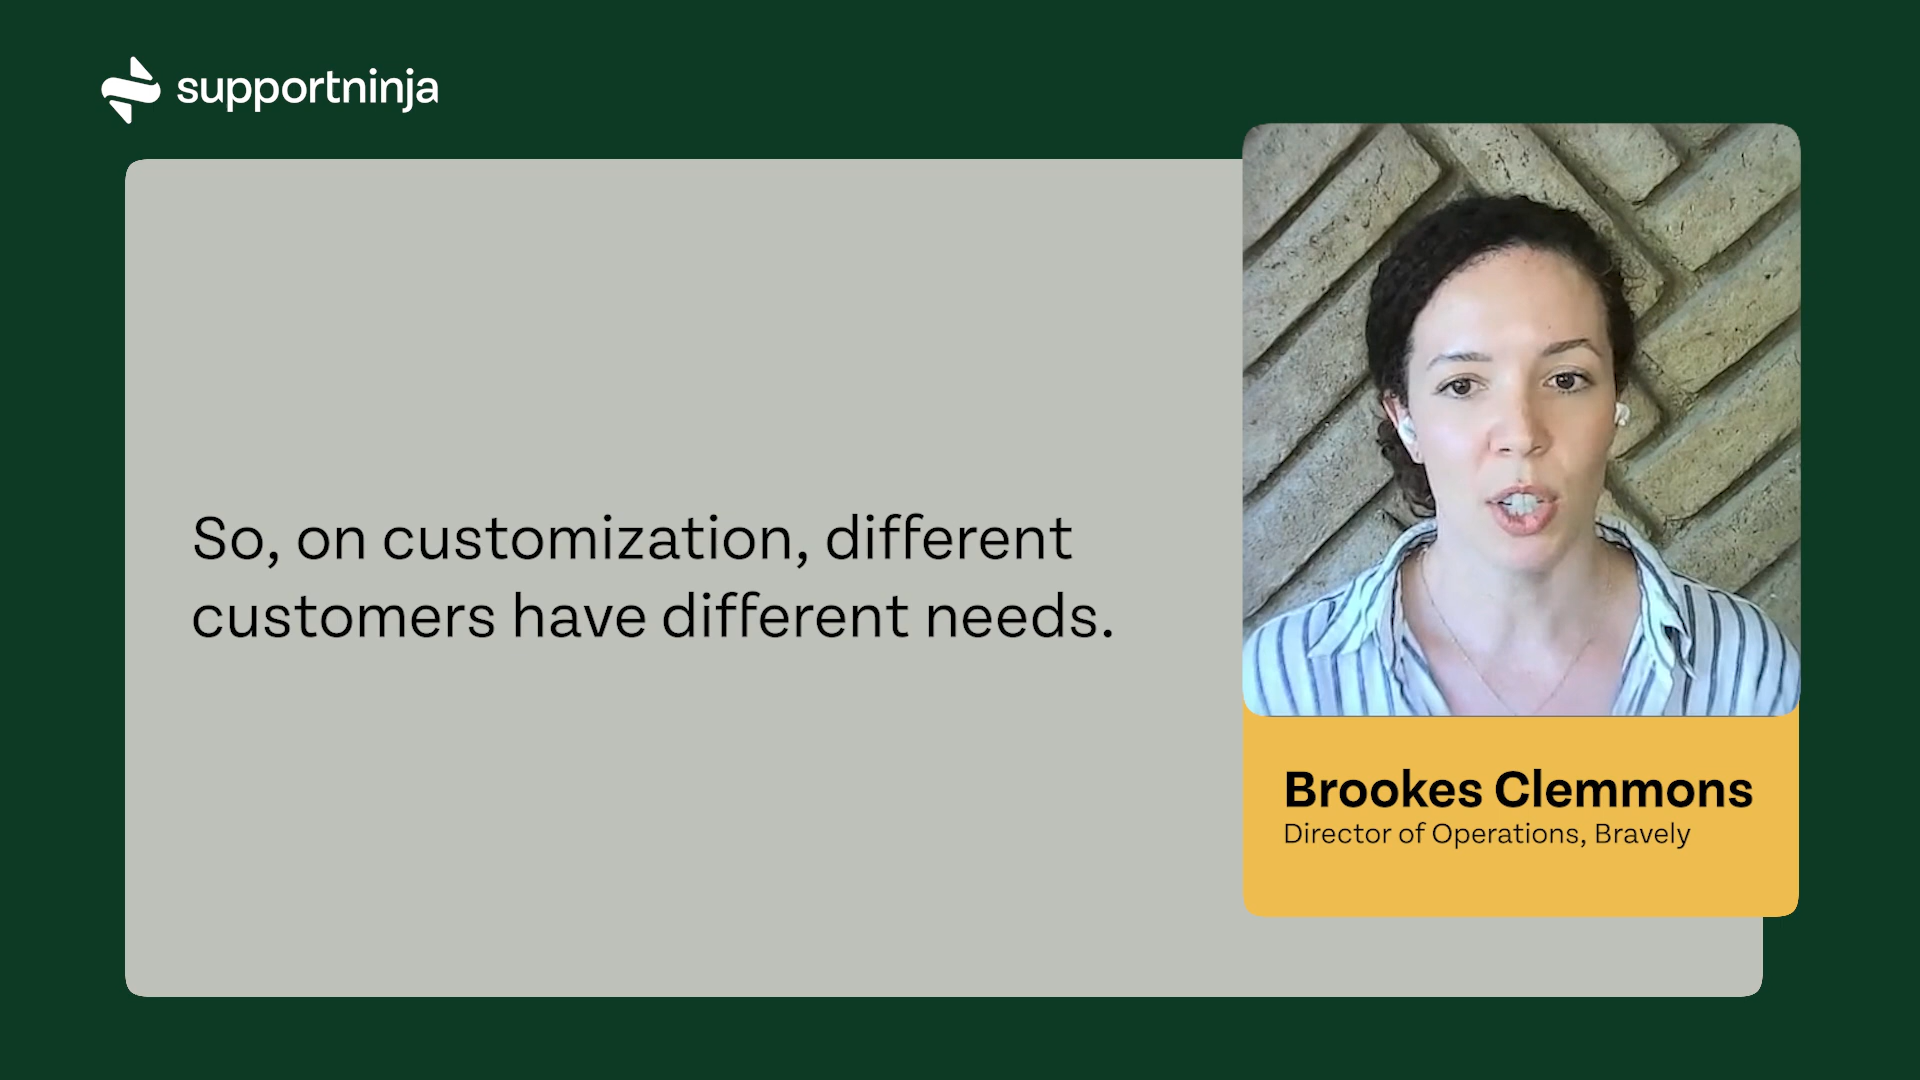 supportninja
So, on customization, different
customers have different needs.
Brookes Clemmons
Director of Operations, Bravely